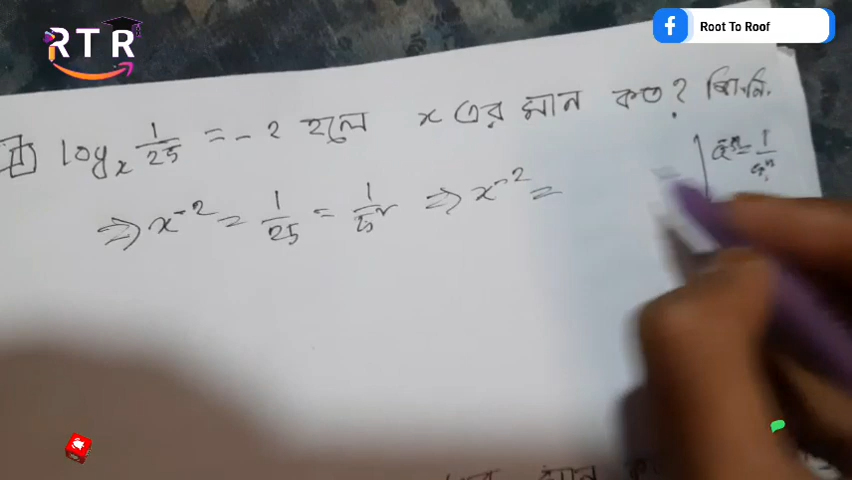 RTR
Root To Roof
log_x 1/25 = -2 হলে x এর মান কত?
⇒ x^-2 = 1/25 = 1/5² ⇒ x^-2 =
a^-n = 1/a^n
মান